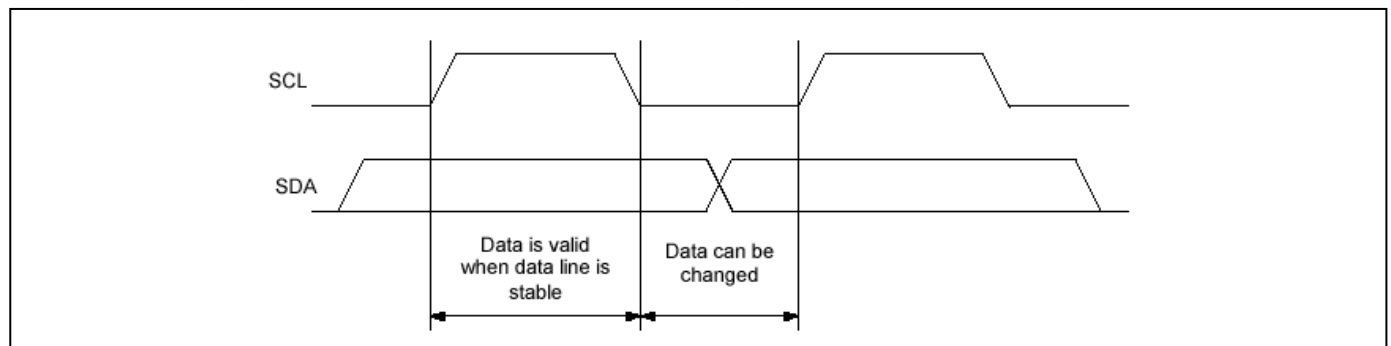 SCL
SDA
Data is valid
when data line is
stable
Data can be
changed